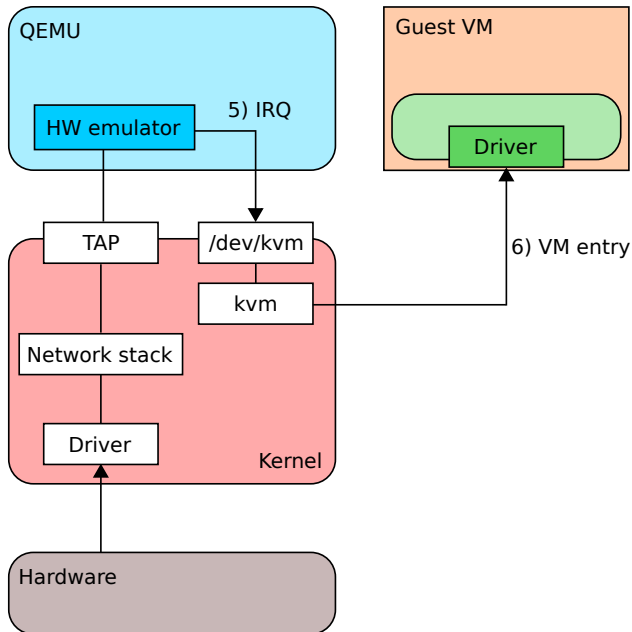 QEMU
Guest VM
5) IRQ
HW emulator
Driver
TAP
/dev/kvm
6) VM entry
kvm
Network stack
Driver
Kernel
Hardware